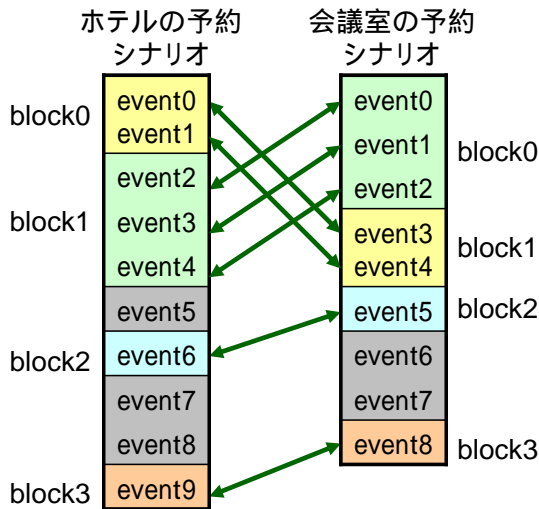 ホテルの予約
シナリオ
block0
event0
event1
block1
event2
event3
event4
event5
block2
event6
event7
event8
block3
event9
会議室の予約
シナリオ
event0
event1
block0
event2
event3
block1
event4
event5
block2
event6
event7
event8
block3